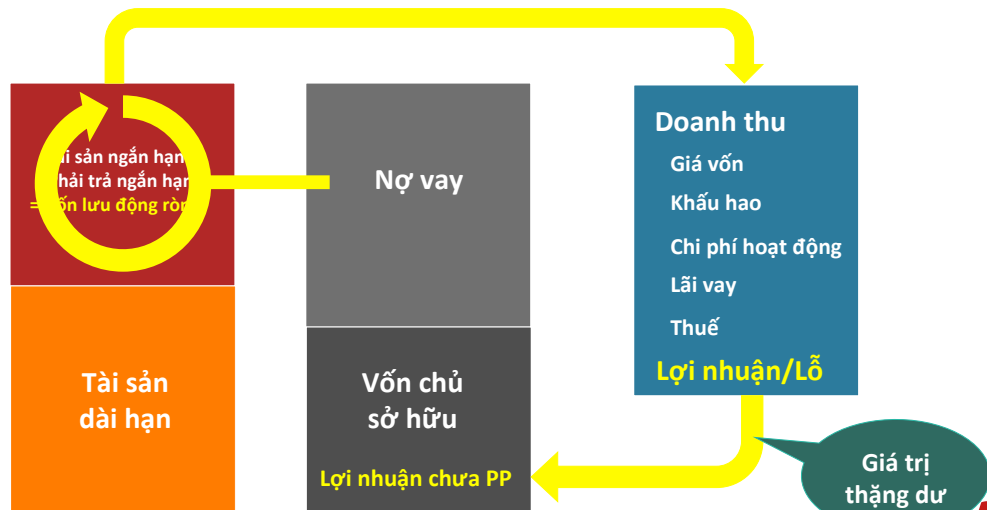 i sản ngắn hạn
hải trả ngắn hạn
= ốn lưu động ròn
Tài sản
dài hạn
Nợ vay
Vốn chủ
sở hữu
Lợi nhuận chưa PP
Doanh thu
Giá vốn
Khấu hao
Chi phí hoạt động
Lãi vay
Thuế
Lợi nhuận/Lỗ
Giá trị
thặng dư